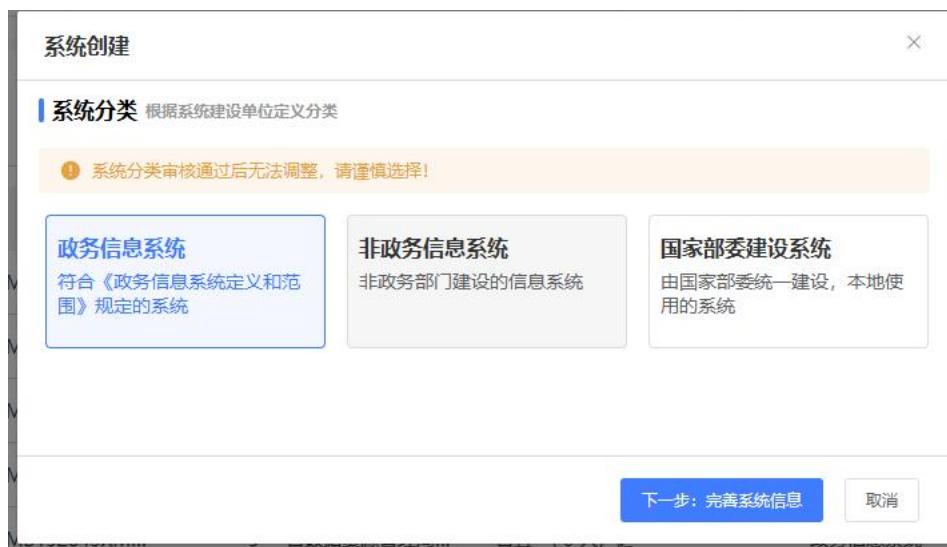 系统创建
系统分类 根据系统建设单位定义分类
系统分类审核通过后无法调整，请谨慎选择！
政务信息系统
符合《政务信息系统定义和范
围》规定的系统
非政务信息系统
非政务部门建设的信息系统
国家部委建设系统
由国家部委统一建设，本地使
用的系统
下一步：完善系统信息
取消